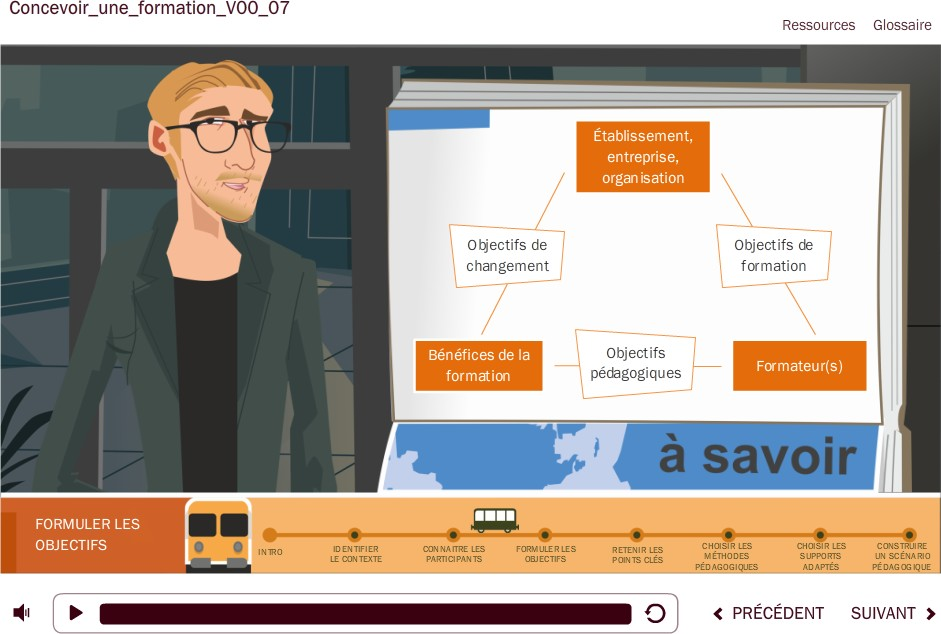 Concevoir_une_formation_V00_07
Ressources Glossaire
Établissement,
entreprise,
organisation
Objectifs de
changement
Objectifs de
formation
Bénéfices de la
formation
Objectifs
pédagogiques
Formateur(s)
à savoir
FORMULER LES
OBJECTIFS
INTRO
IDENTIFIER
LE CONTEXTE
CONNAITRE LES
PARTICIPANTS
FORMULER LES
OBJECTIFS
RETENIR LES
POINTS CLÉS
CHOISIR LES
MÉTHODES
PÉDAGOGIQUES
CHOISIR LES
SUPPORTS
ADAPTÉS
CONSTRUIRE
UN SCÉNARIO
PÉDAGOGIQUE
PRÉCÉDENT SUIVANT